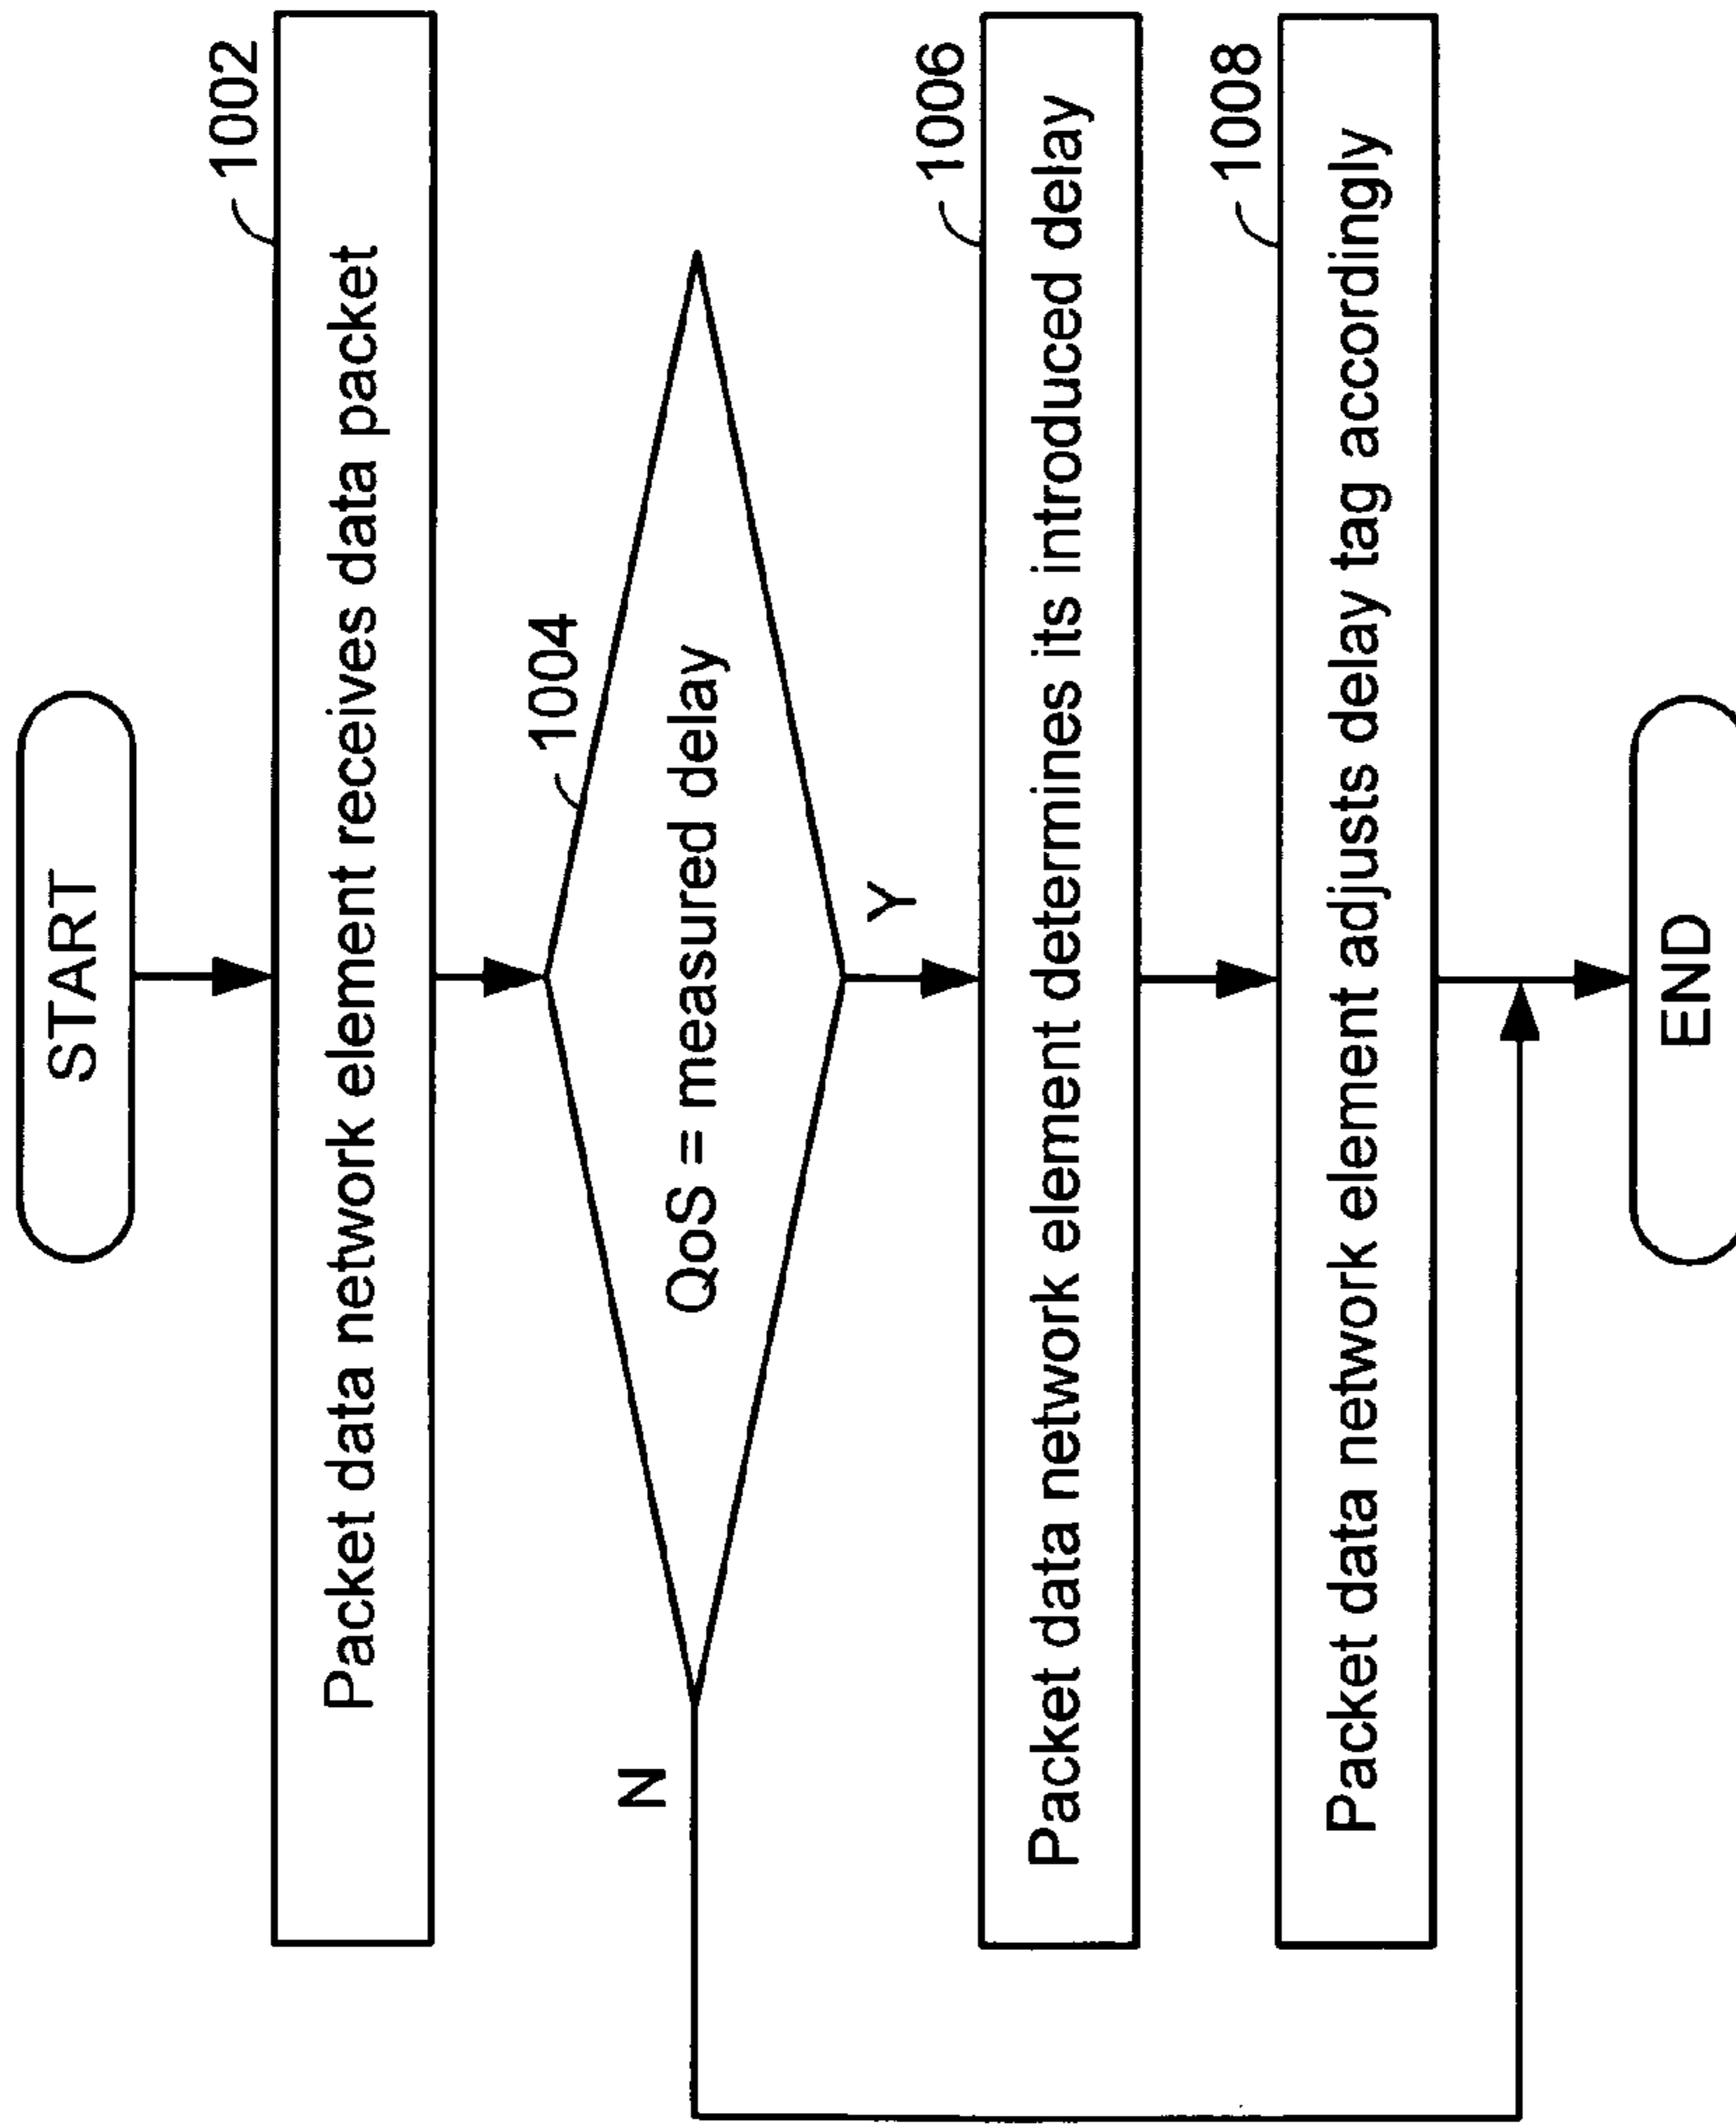 START
1002
Packet data network element receives data packet
1004
QoS = measured delay
N
Y
1006
Packet data network element determines its introduced delay
1008
Packet data network element adjusts delay tag accordingly
END